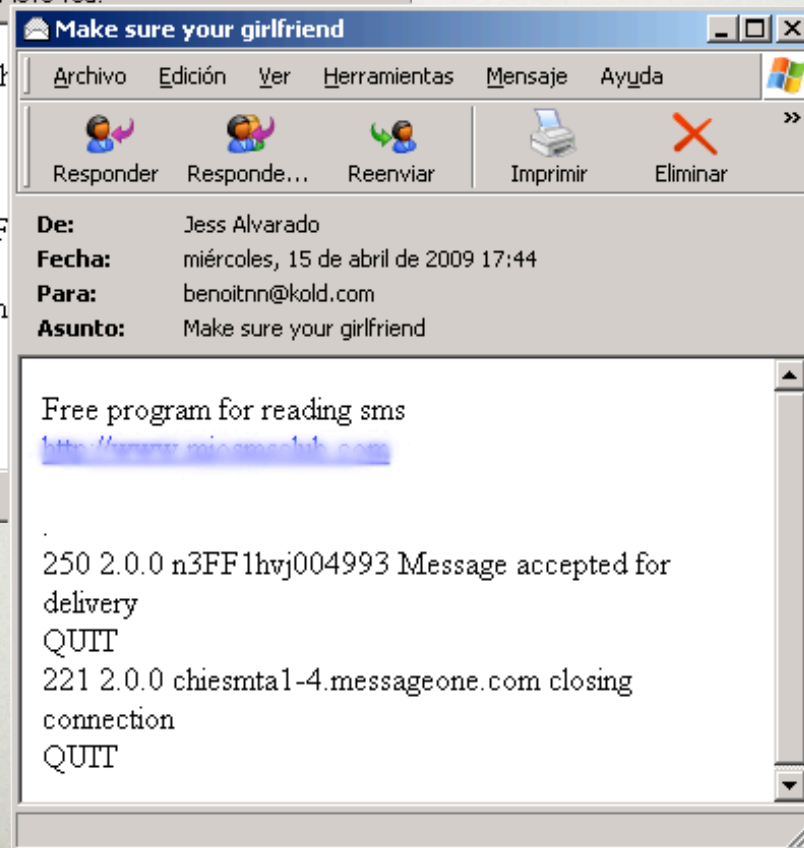 Make sure your girlfriend
Archivo Edición Ver Herramientas Mensaje Ayuda
»
Responder Responde... Reenviar Imprimir Eliminar
De: Jess Alvarado
Fecha: miércoles, 15 de abril de 2009 17:44
Para: benoitnn@kold.com
Asunto: Make sure your girlfriend
Free program for reading sms
.
250 2.0.0 n3FF1hvj004993 Message accepted for
delivery
QUIT
221 2.0.0 chiesmta1-4.messageone.com closing
connection
QUIT